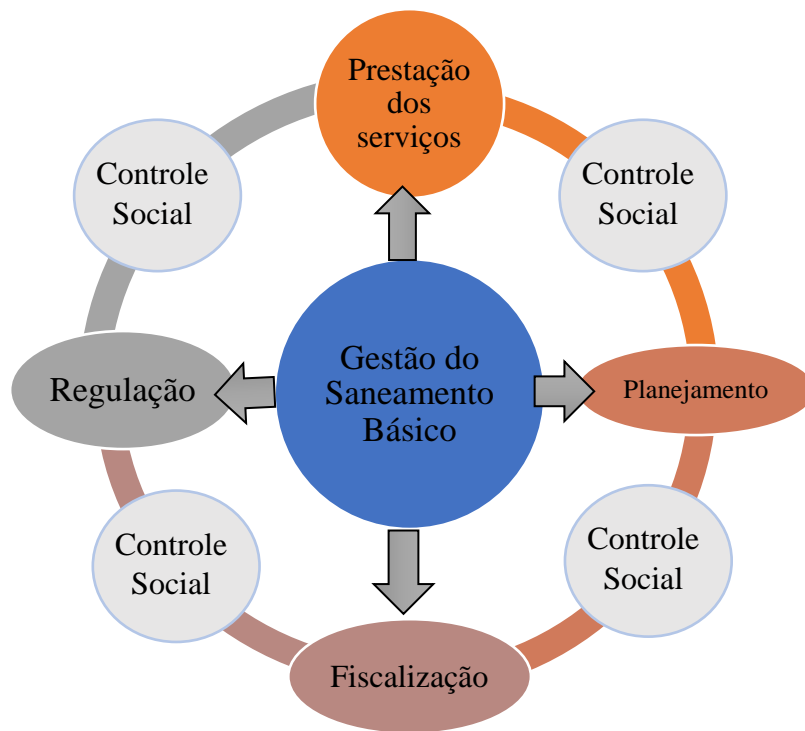 Prestação
dos
serviços
Controle
Social
Controle
Social
Gestão do
Saneamento
Básico
Regulação
Planejamento
Controle
Social
Controle
Social
Fiscalização